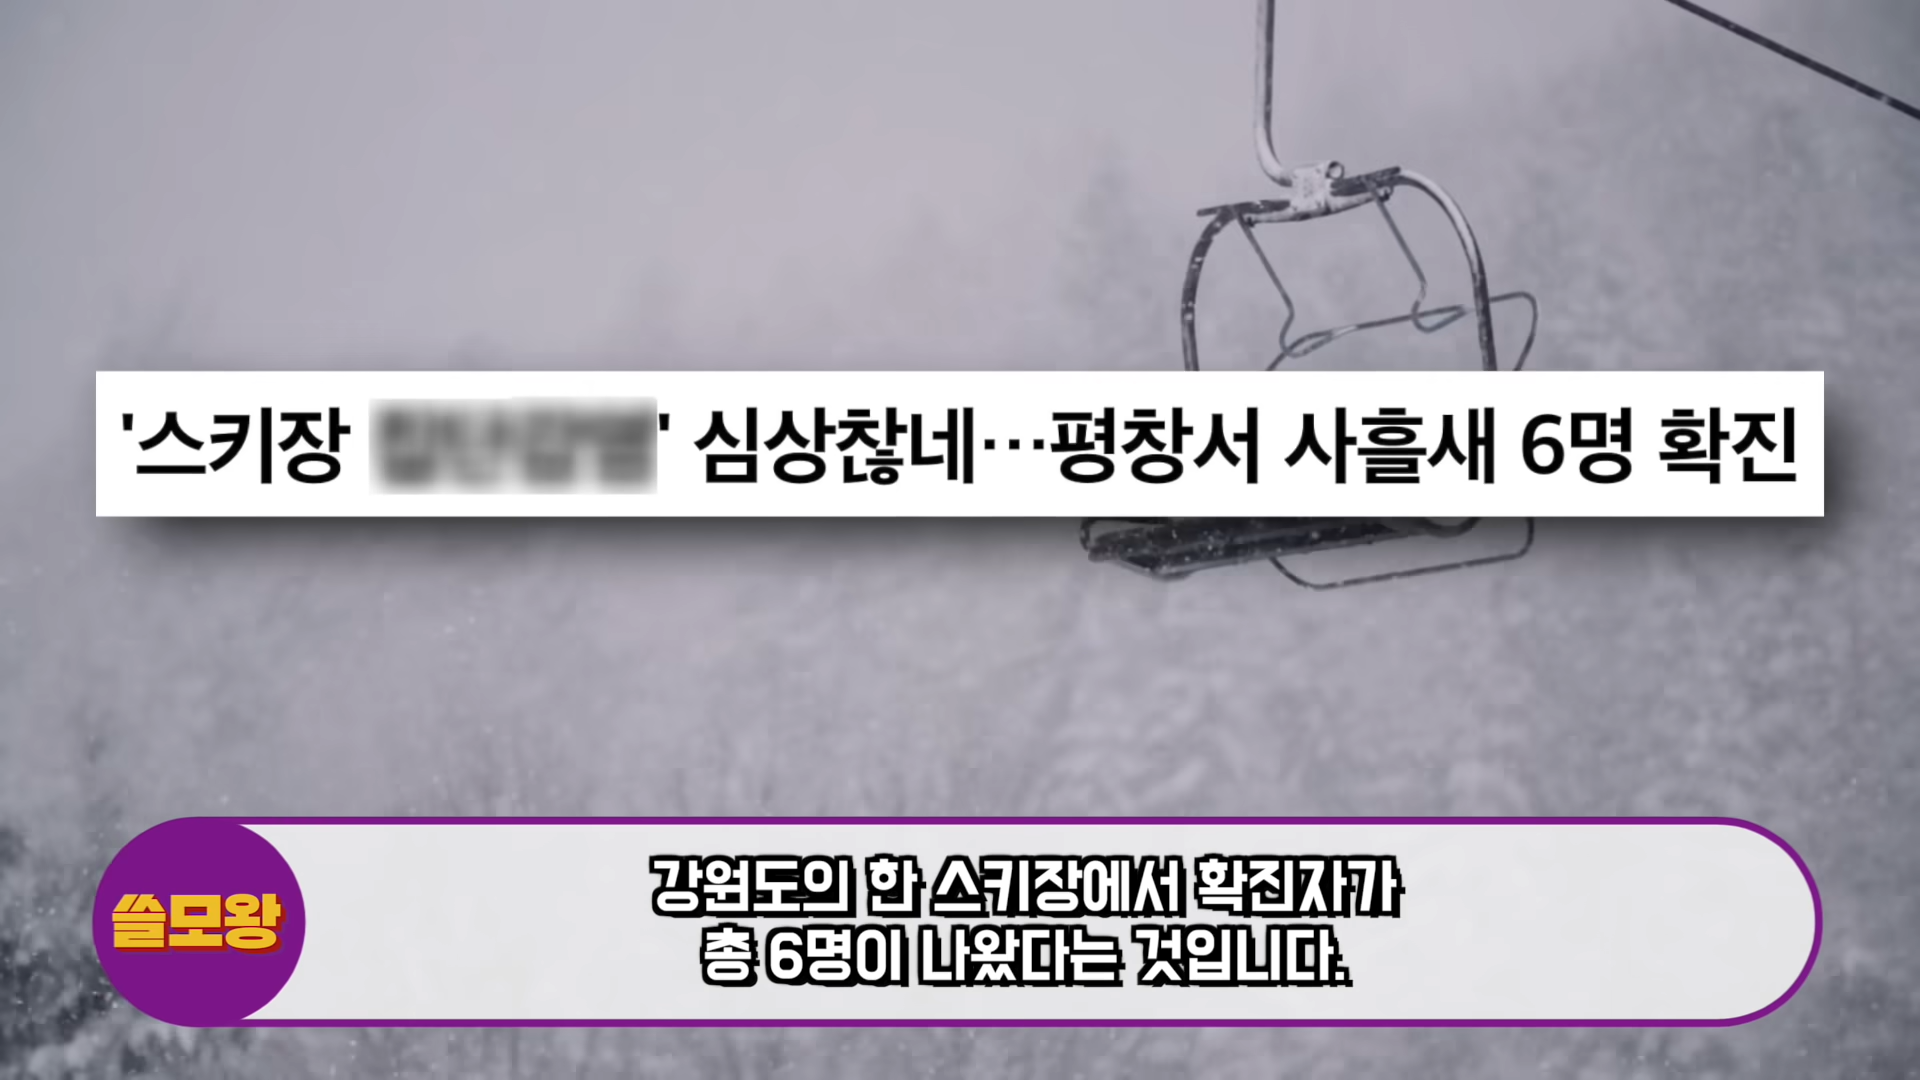 '스키장 ' 심상찮네…평창서 사흘새 6명 확진
쓸모왕
강원도의 한 스키장에서 확진자가
총 6명이 나왔다는 것입니다.